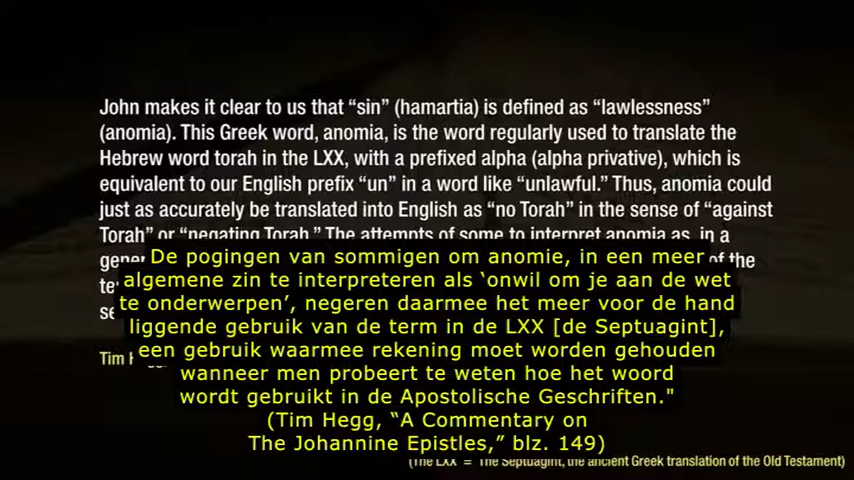 John makes it clear to us that “sin” (hamartia) is defined as “lawlessness”
(anomia). This Greek word, anomia, is the word regularly used to translate the
Hebrew word torah in the LXX, with a prefixed alpha (alpha privative), which is
equivalent to our English prefix “un” in a word like “unlawful.” Thus, anomia could
just as accurately be translated into English as “no Torah” in the sense of “against
Torah” or “negating Torah.” The attempts of some to interpret anomia as, in a
of the
De pogingen van sommigen om anomie, in een meer
algemene zin te interpreteren als ‘onwil om je aan de wet
te onderwerpen’, negeren daarmee het meer voor de hand
liggende gebruik van de term in de LXX [de Septuagint],
een gebruik waarmee rekening moet worden gehouden
wanneer men probeert te weten hoe het woord
wordt gebruikt in de Apostolische Geschriften."
(Tim Hegg, “A Commentary on
The Johannine Epistles,” blz. 149)
Tim
(The LXX = The Septuagint, the ancient Greek translation of the Old Testament)